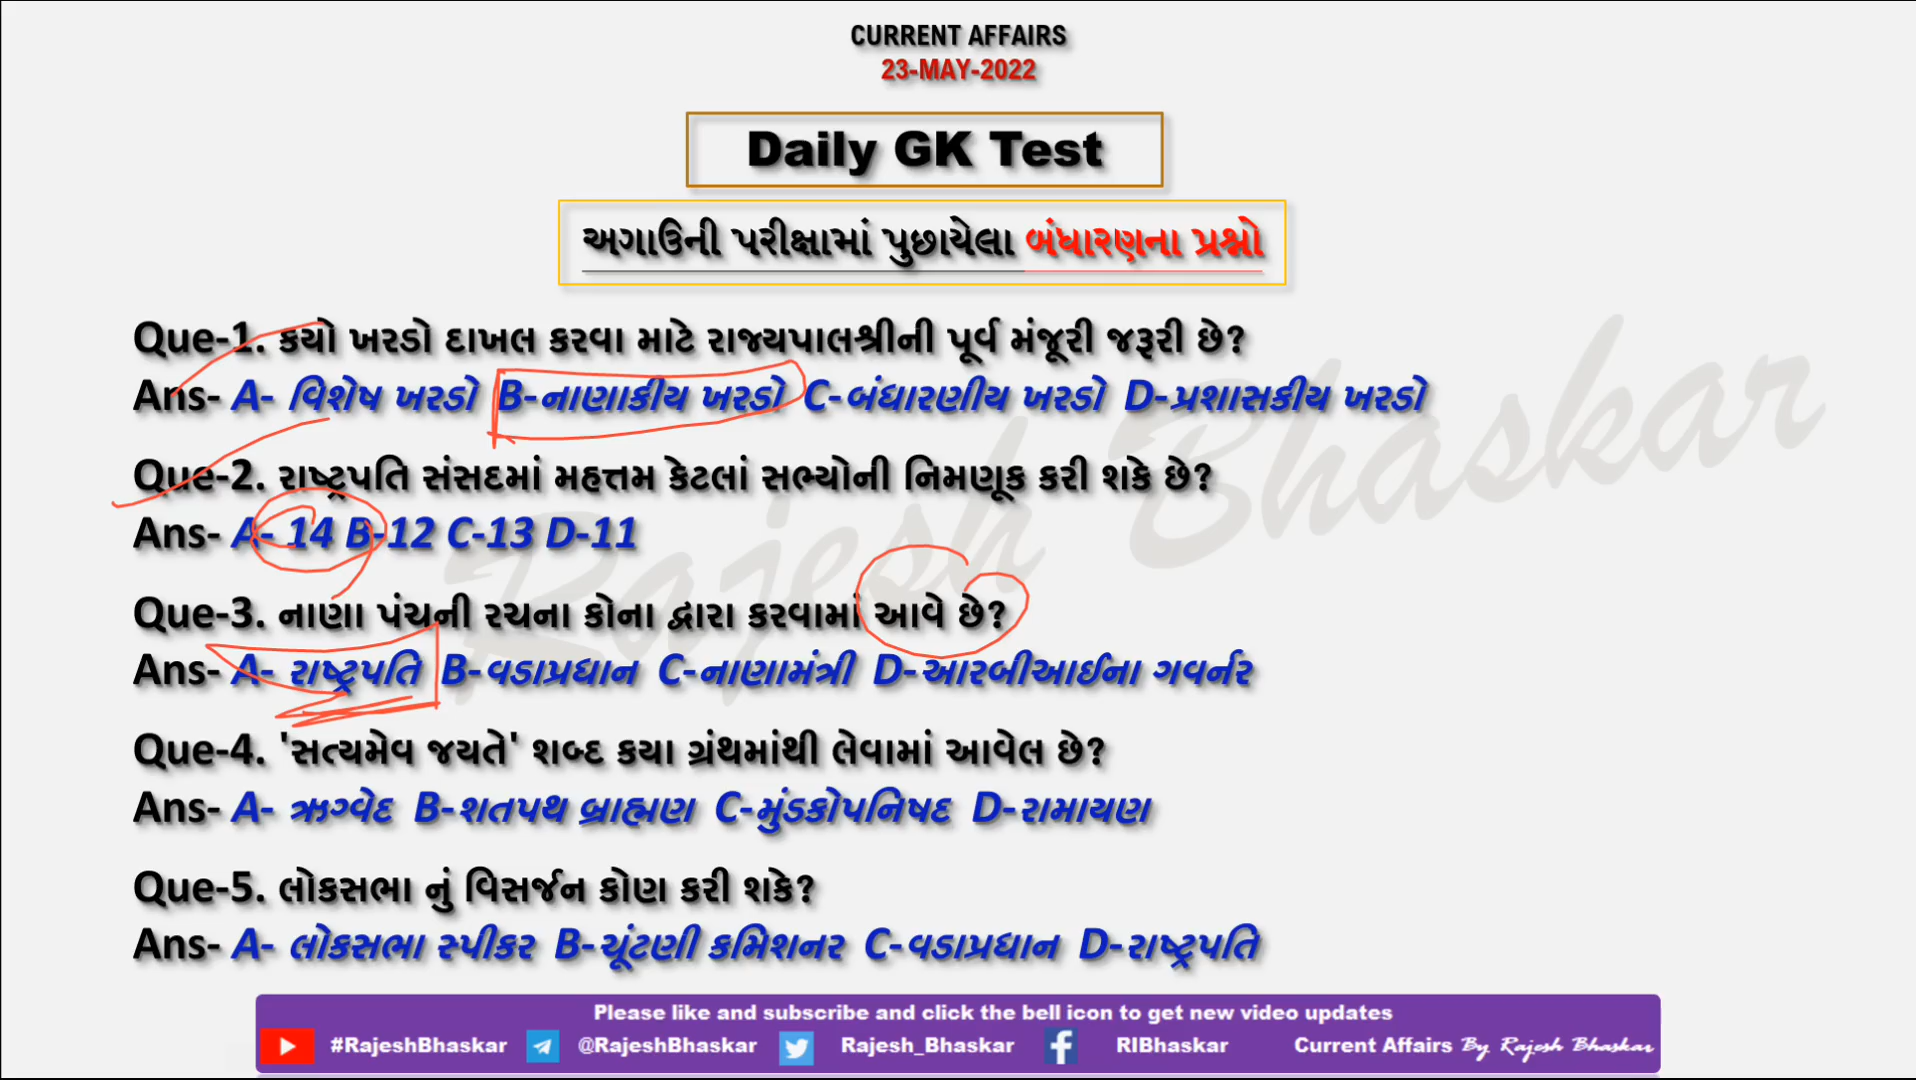 CURRENT AFFAIRS
23-MAY-2022
Daily GK Test
અગાઉની પરીક્ષામાં પુછાયેલા બંધારણના પ્રશ્નો
Que-1. કયો ખરડો દાખલ કરવા માટે રાજ્યપાલશ્રીની પૂર્વ મંજૂરી જરૂરી છે?
Ans- A- વિશેષ ખરડો B-નાણાકીય ખરડો C-બંધારણીય ખરડો D-પ્રશાસકીય ખરડો
Que-2. રાષ્ટ્રપતિ સંસદમાં મહત્તમ કેટલાં સભ્યોની નિમણૂક કરી શકે છે?
Ans- A- 14 B-12 C-13 D-11
Que-3. નાણા પંચની રચના કોના દ્વારા કરવામાં આવે છે?
Ans- A- રાષ્ટ્રપતિ B-વડાપ્રધાન C-નાણામંત્રી D-આરબીઆઈના ગવર્નર
Que-4. 'સત્યમેવ જયતે' શબ્દ કયા ગ્રંથમાંથી લેવામાં આવેલ છે?
Ans- A- ઋગ્વેદ B-શતપથ બ્રાહ્મણ C-મુંડકોપનિષદ D-રામાયણ
Que-5. લોકસભા નું વિસર્જન કોણ કરી શકે?
Ans- A- લોકસભા સ્પીકર B-ચૂંટણી કમિશનર C-વડાપ્રધાન D-રાષ્ટ્રપતિ
Rajesh Bhaskar
Please like and subscribe and click the bell icon to get new video updates
#RajeshBhaskar @RajeshBhaskar Rajesh_Bhaskar RIBhaskar Current Affairs By Rajesh Bhaskar